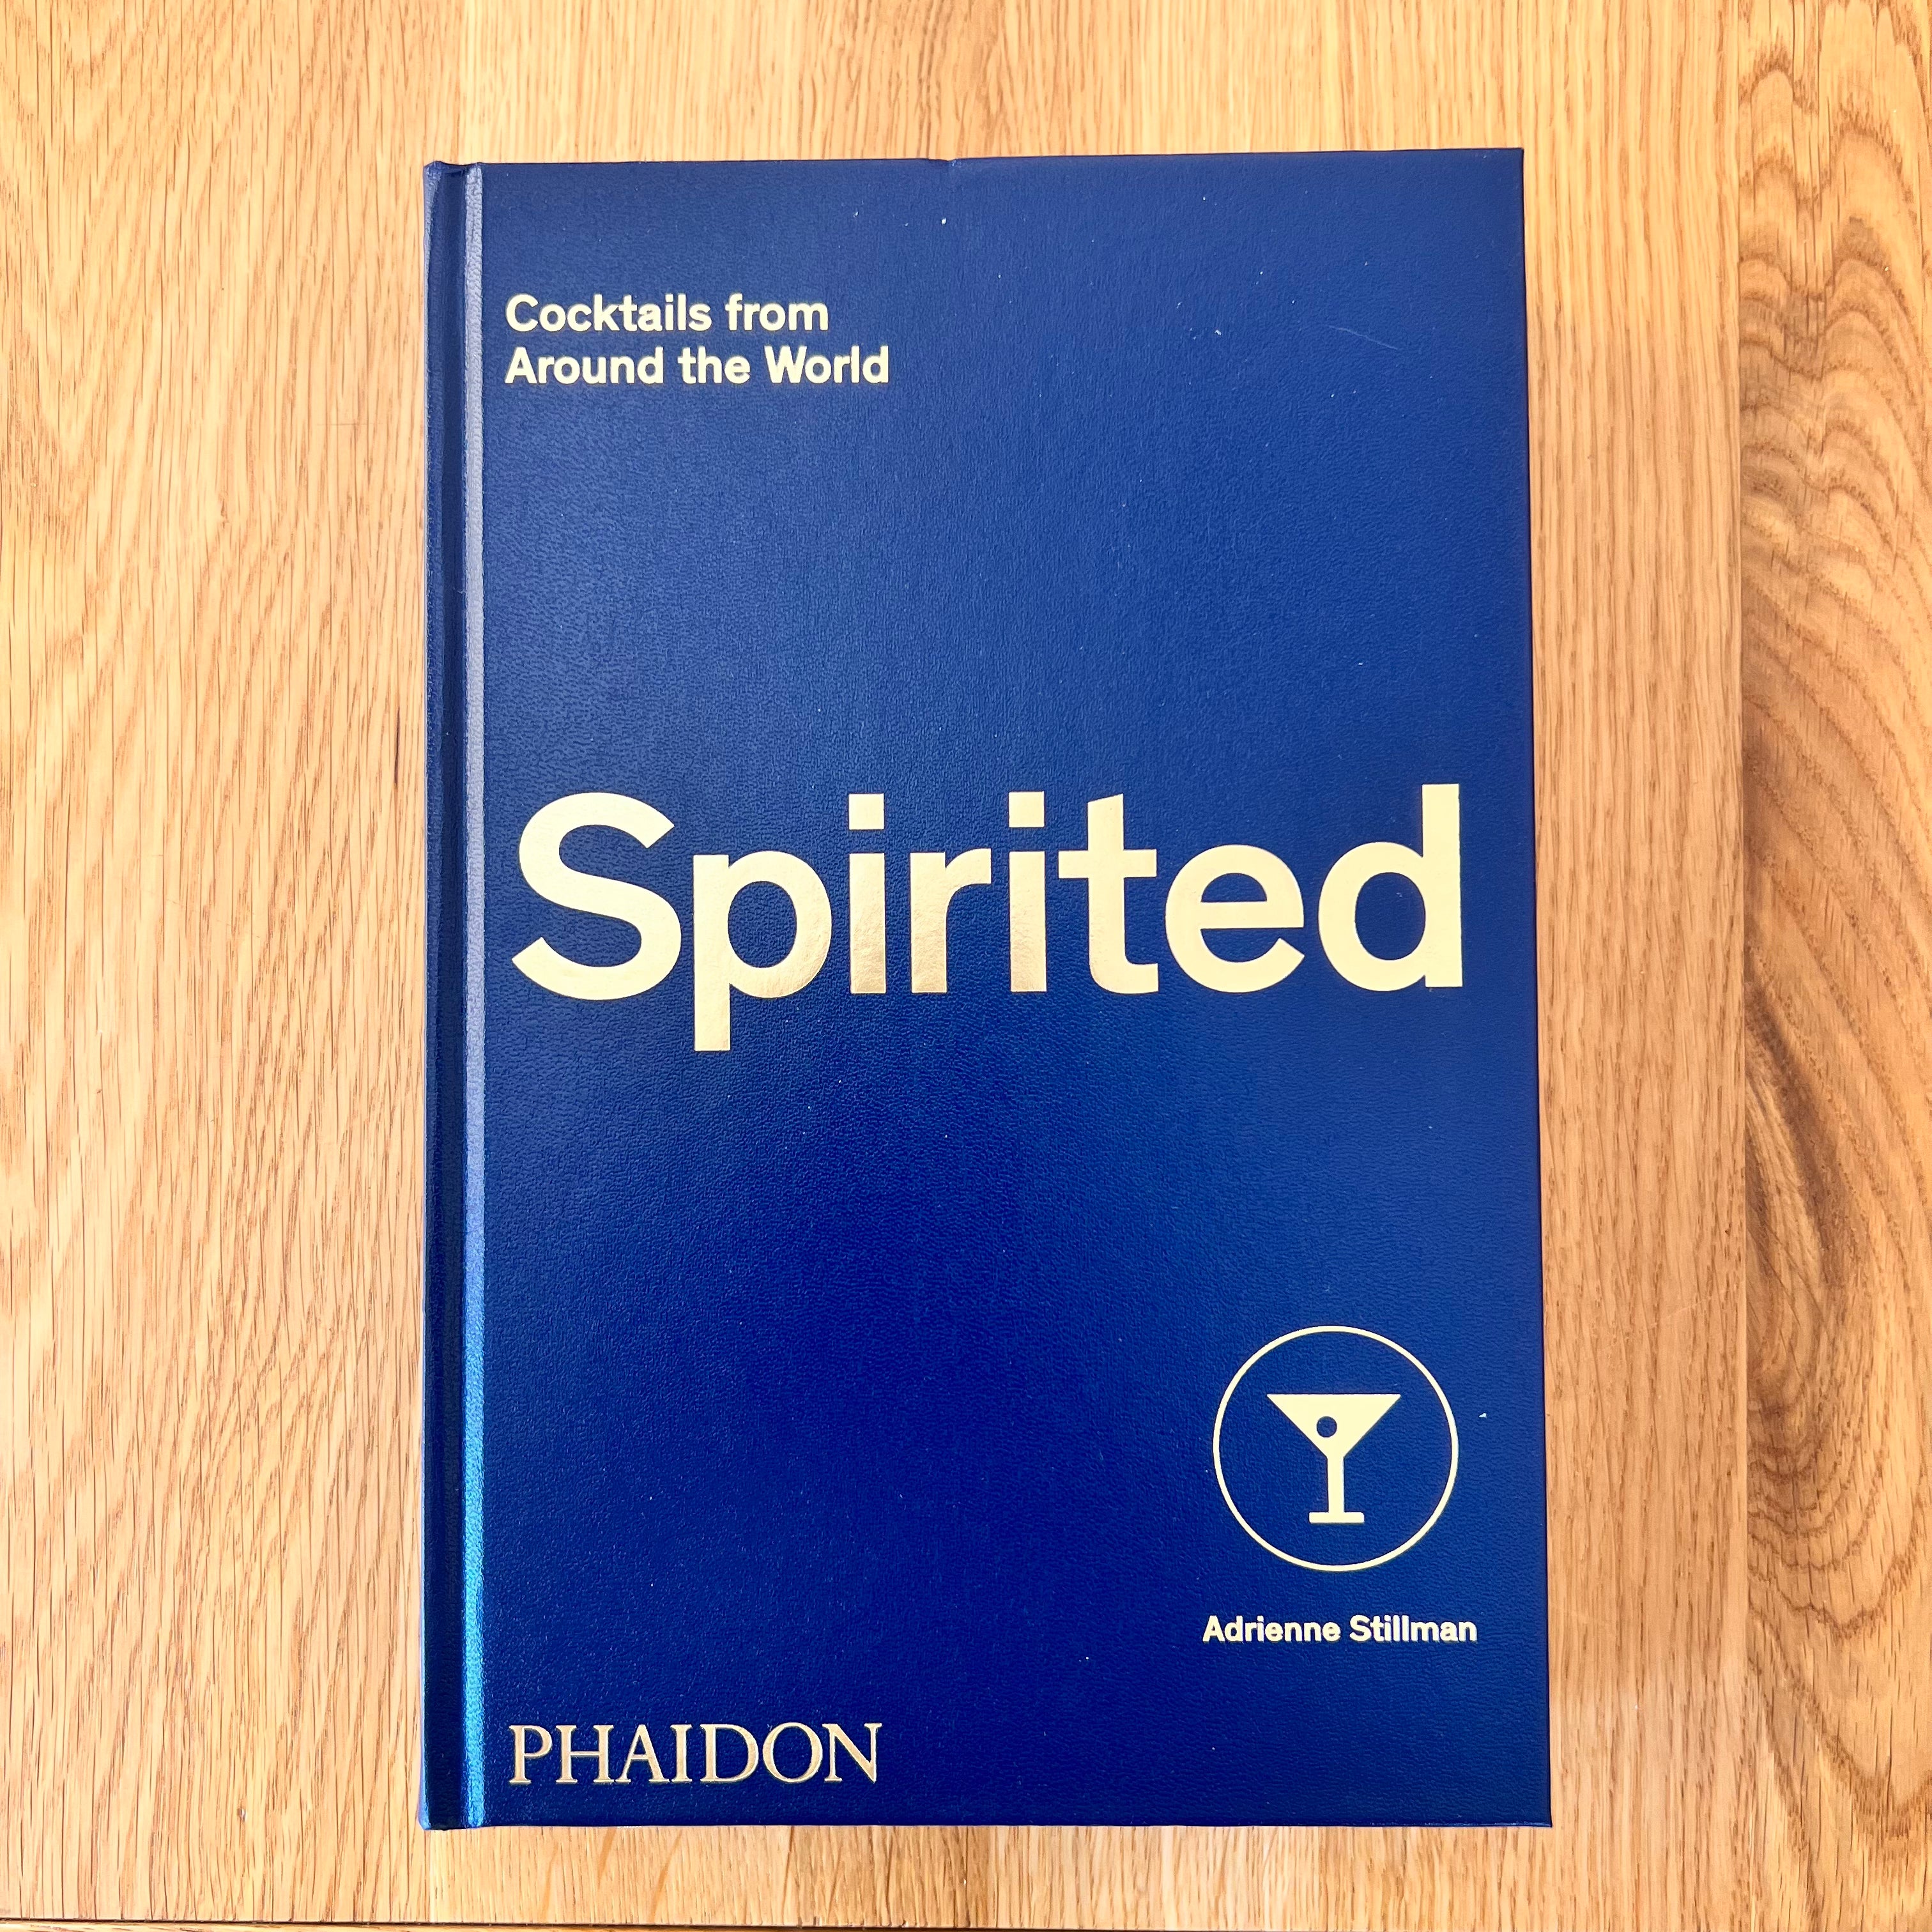 Cocktails from
Around the World
Spirited
Adrienne Stillman
PHAIDON